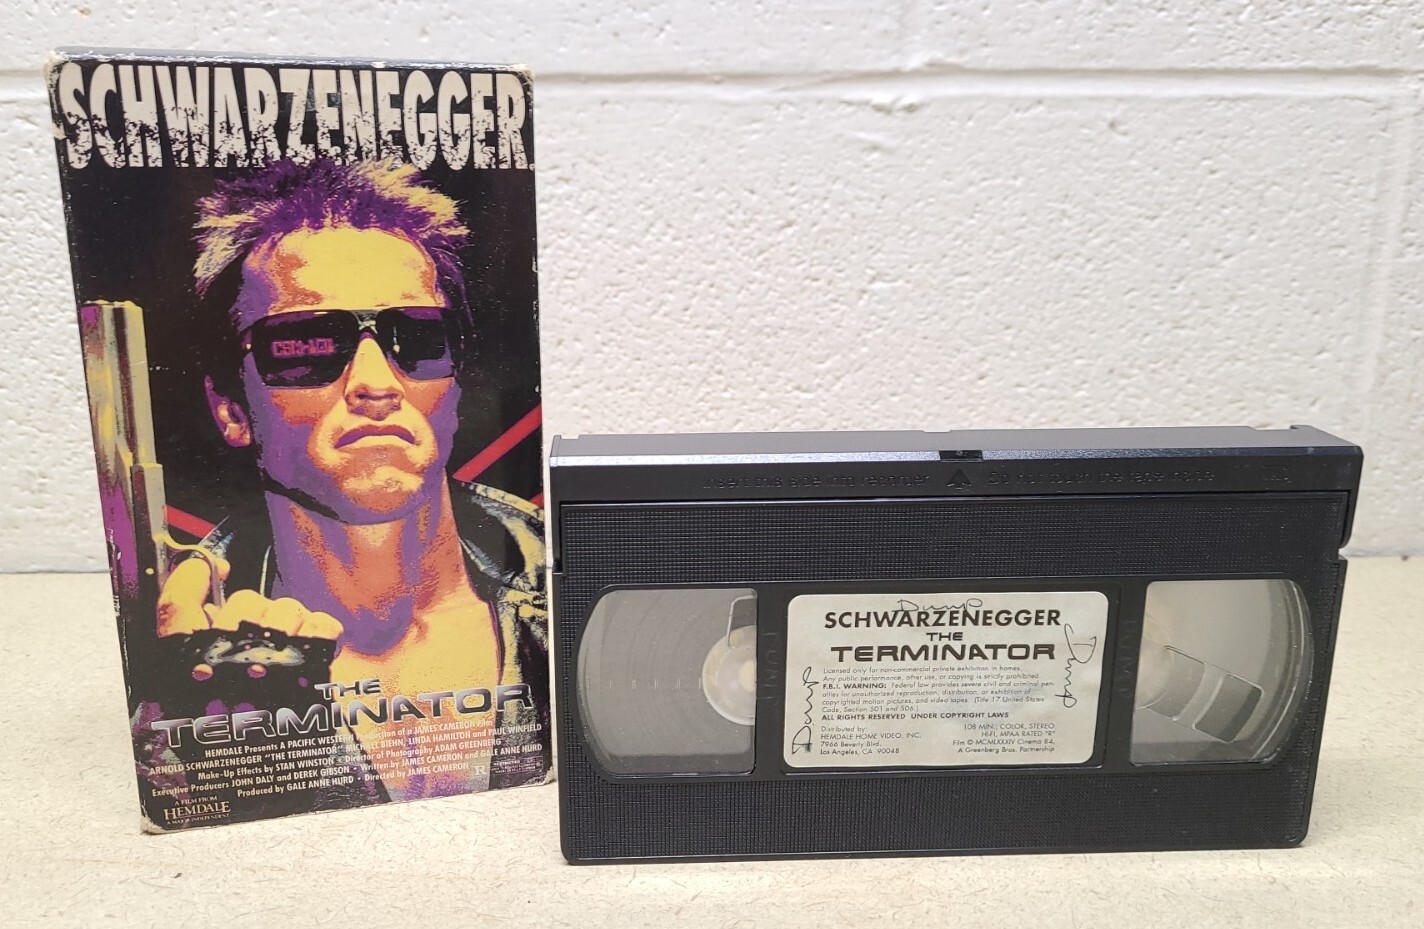 SCHWARZENEGGER
THE
TERMINATOR
HEMDALE Presents A PACIFIC WESTERN Production of a JAMES CAMERON Film
ARNOLD SCHWARZENEGGER "THE TERMINATOR" MICHAEL BIEHN, LINDA HAMILTON and PAUL WINFIELD
Make-Up Effects by STAN WINSTON • Director of Photography ADAM GREENBERG
Executive Producers JOHN DALY and DEREK GIBSON • Written by JAMES CAMERON and GALE ANNE HURD
Produced by GALE ANNE HURD • Directed by JAMES CAMERON
R
A FILM FROM
HEMDALE
Insert this side into recorder
Do not touch the tape inside
Dump
SCHWARZENEGGER
THE
TERMINATOR
Dump
Dump
Licensed only for non-commercial private exhibition in homes.
Any public performance, other use, or copying is strictly prohibited.
F.B.I. WARNING: Federal law provides severe civil and criminal pen-
alties for unauthorized reproduction, distribution, or exhibition of
copyrighted motion pictures, and video tapes. (Title 17 United States
Code, Section 501 and 506.)
ALL RIGHTS RESERVED UNDER COPYRIGHT LAWS
Distributed by:
HEMDALE HOME VIDEO, INC.
7966 Beverly Blvd.
Los Angeles, CA 90048
108 MIN., COLOR, STEREO
HI-FI, MPAA RATED "R"
Film © MCMLXXXIV Cinema 84,
A Greenberg Bros. Partnership